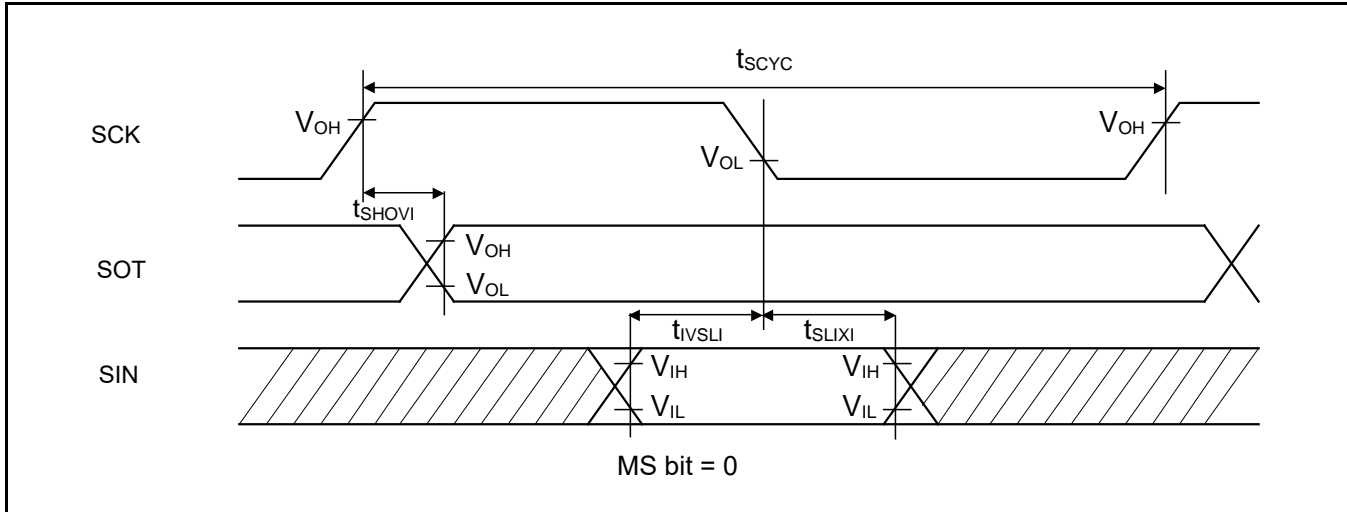 tSCYC
SCK
VOH
VOL
VOH
tSHOVI
SOT
VOH
VOL
tIVSLI
tSLIXI
SIN
VIH
VIL
VIH
VIL
MS bit = 0